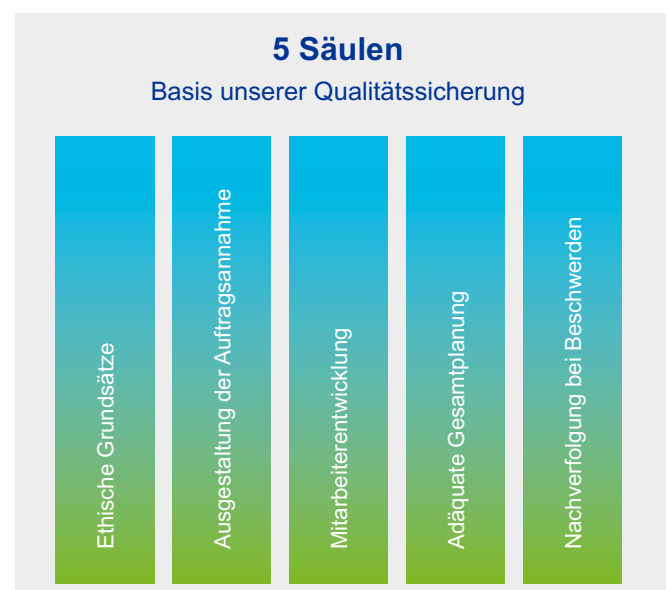 5 Säulen
Basis unserer Qualitätssicherung
Ethische Grundsätze
Ausgestaltung der Auftragsannahme
Mitarbeiterentwicklung
Adäquate Gesamtplanung
Nachverfolgung bei Beschwerden